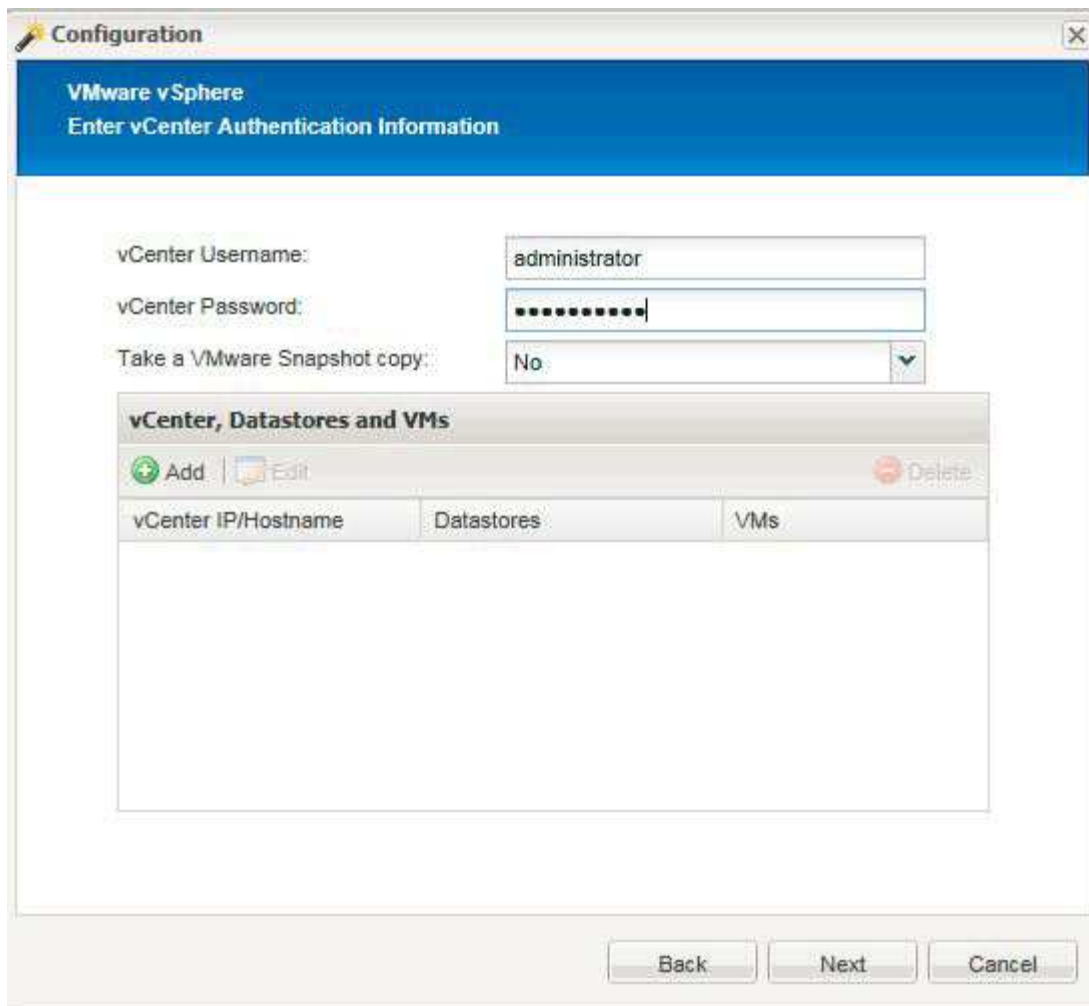 Configuration
VMware vSphere
Enter vCenter Authentication Information
vCenter Username: administrator
vCenter Password: ••••••••••
Take a VMware Snapshot copy: No
vCenter, Datastores and VMs
Add Edit Delete
vCenter IP/Hostname Datastores VMs
Back Next Cancel